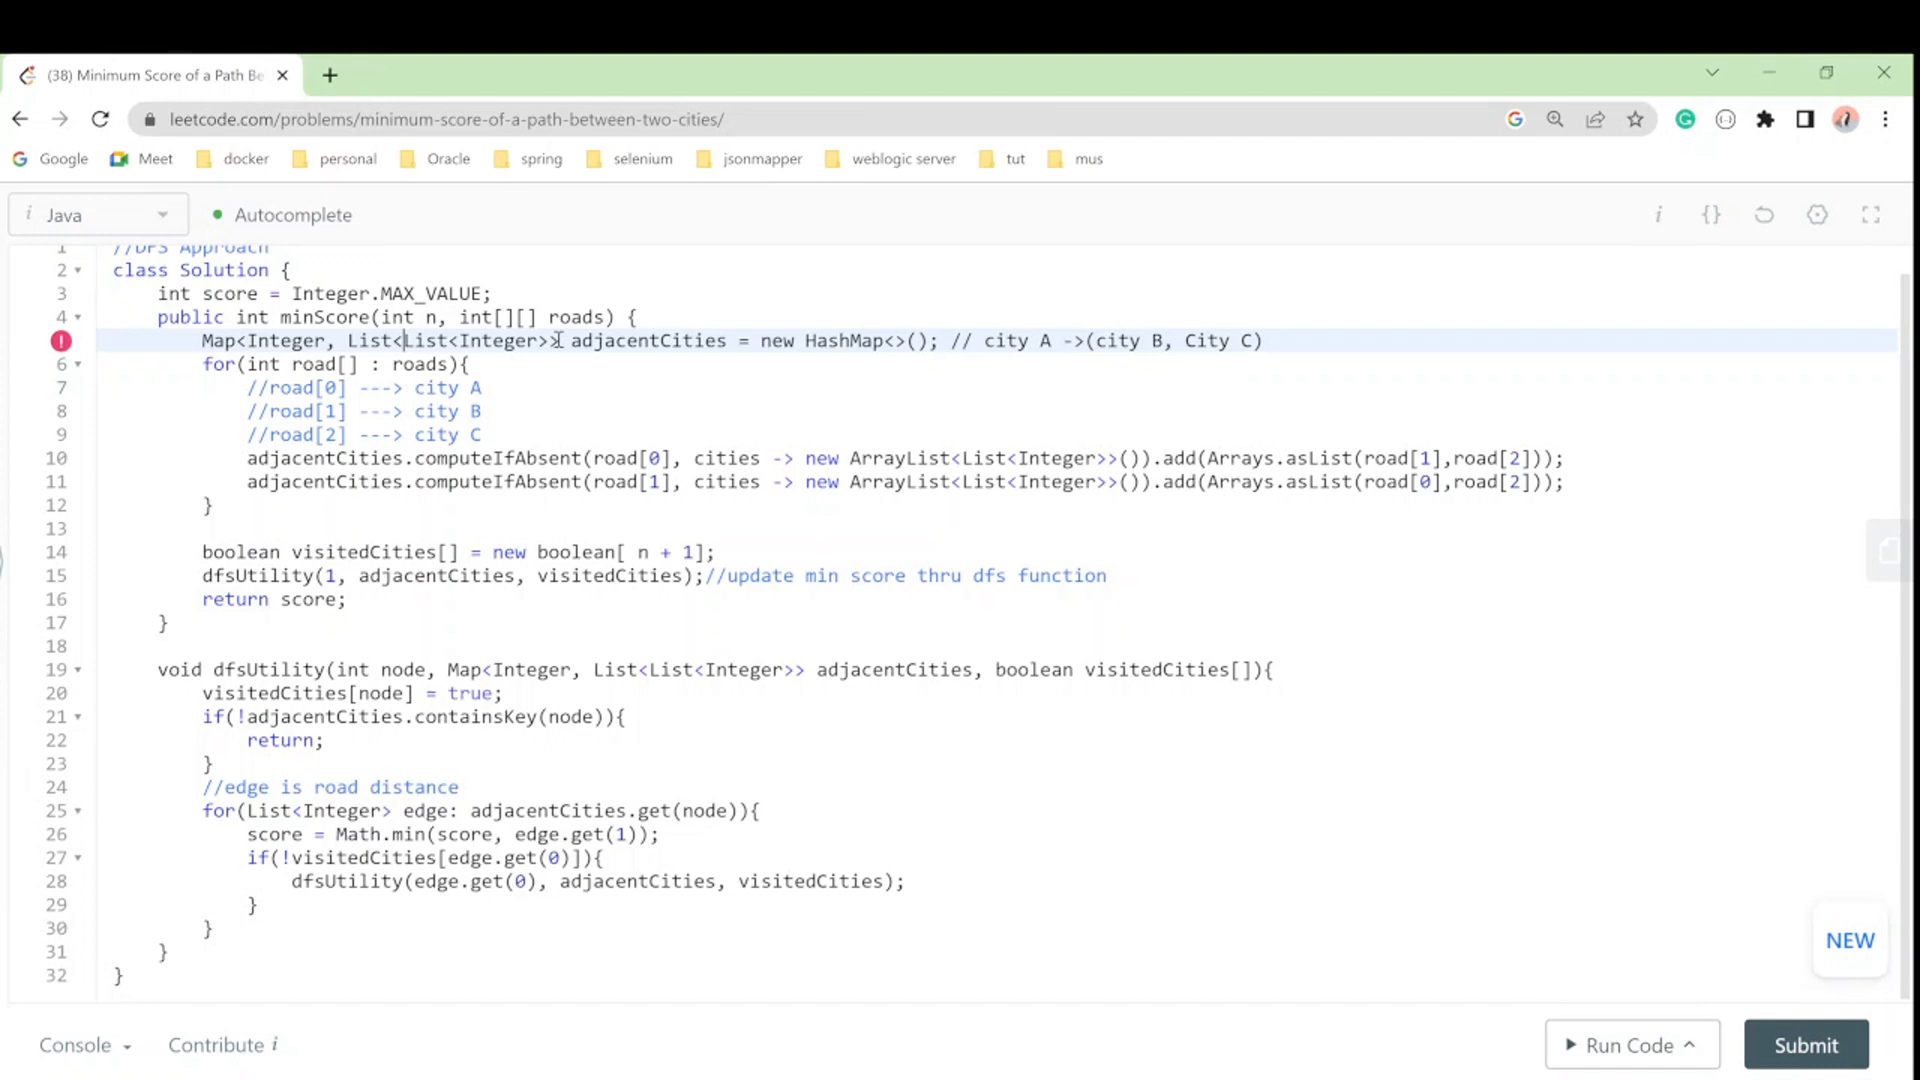 (38) Minimum Score of a Path Be
leetcode.com/problems/minimum-score-of-a-path-between-two-cities/
Google Meet docker personal Oracle spring selenium jsonmapper weblogic server tut mus
i Java Autocomplete
1 //DFS Approach
2 class Solution {
3 int score = Integer.MAX_VALUE;
4 public int minScore(int n, int[][] roads) {
Map<Integer, List<List<Integer>> adjacentCities = new HashMap<>(); // city A ->(city B, City C)
6 for(int road[] : roads){
7 //road[0] ---> city A
8 //road[1] ---> city B
9 //road[2] ---> city C
10 adjacentCities.computeIfAbsent(road[0], cities -> new ArrayList<List<Integer>>()).add(Arrays.asList(road[1],road[2]));
11 adjacentCities.computeIfAbsent(road[1], cities -> new ArrayList<List<Integer>>()).add(Arrays.asList(road[0],road[2]));
12 }
13
14 boolean visitedCities[] = new boolean[ n + 1];
15 dfsUtility(1, adjacentCities, visitedCities);//update min score thru dfs function
16 return score;
17 }
18
19 void dfsUtility(int node, Map<Integer, List<List<Integer>> adjacentCities, boolean visitedCities[]){
20 visitedCities[node] = true;
21 if(!adjacentCities.containsKey(node)){
22 return;
23 }
24 //edge is road distance
25 for(List<Integer> edge: adjacentCities.get(node)){
26 score = Math.min(score, edge.get(1));
27 if(!visitedCities[edge.get(0)]){
28 dfsUtility(edge.get(0), adjacentCities, visitedCities);
29 }
30 }
31 }
32 }
NEW
Console Contribute i Run Code Submit